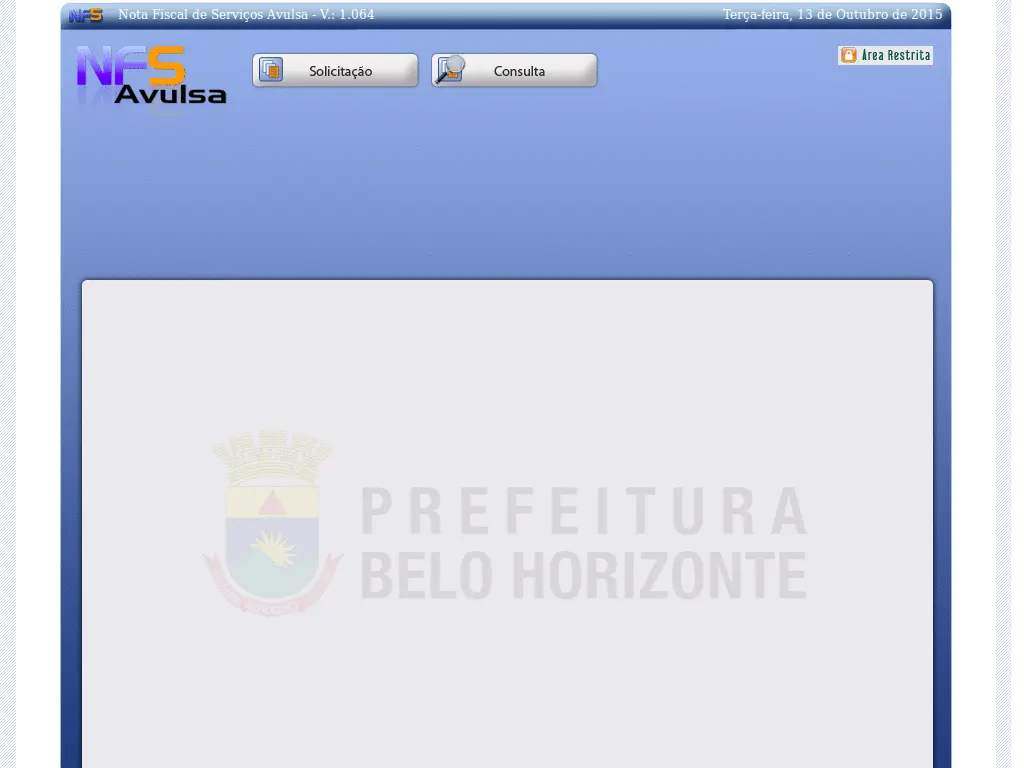 NFS Nota Fiscal de Serviços Avulsa - V.: 1.064 Terça-feira, 13 de Outubro de 2015
NFS
Avulsa
Solicitação
Consulta
Área Restrita
PREFEITURA
BELO HORIZONTE